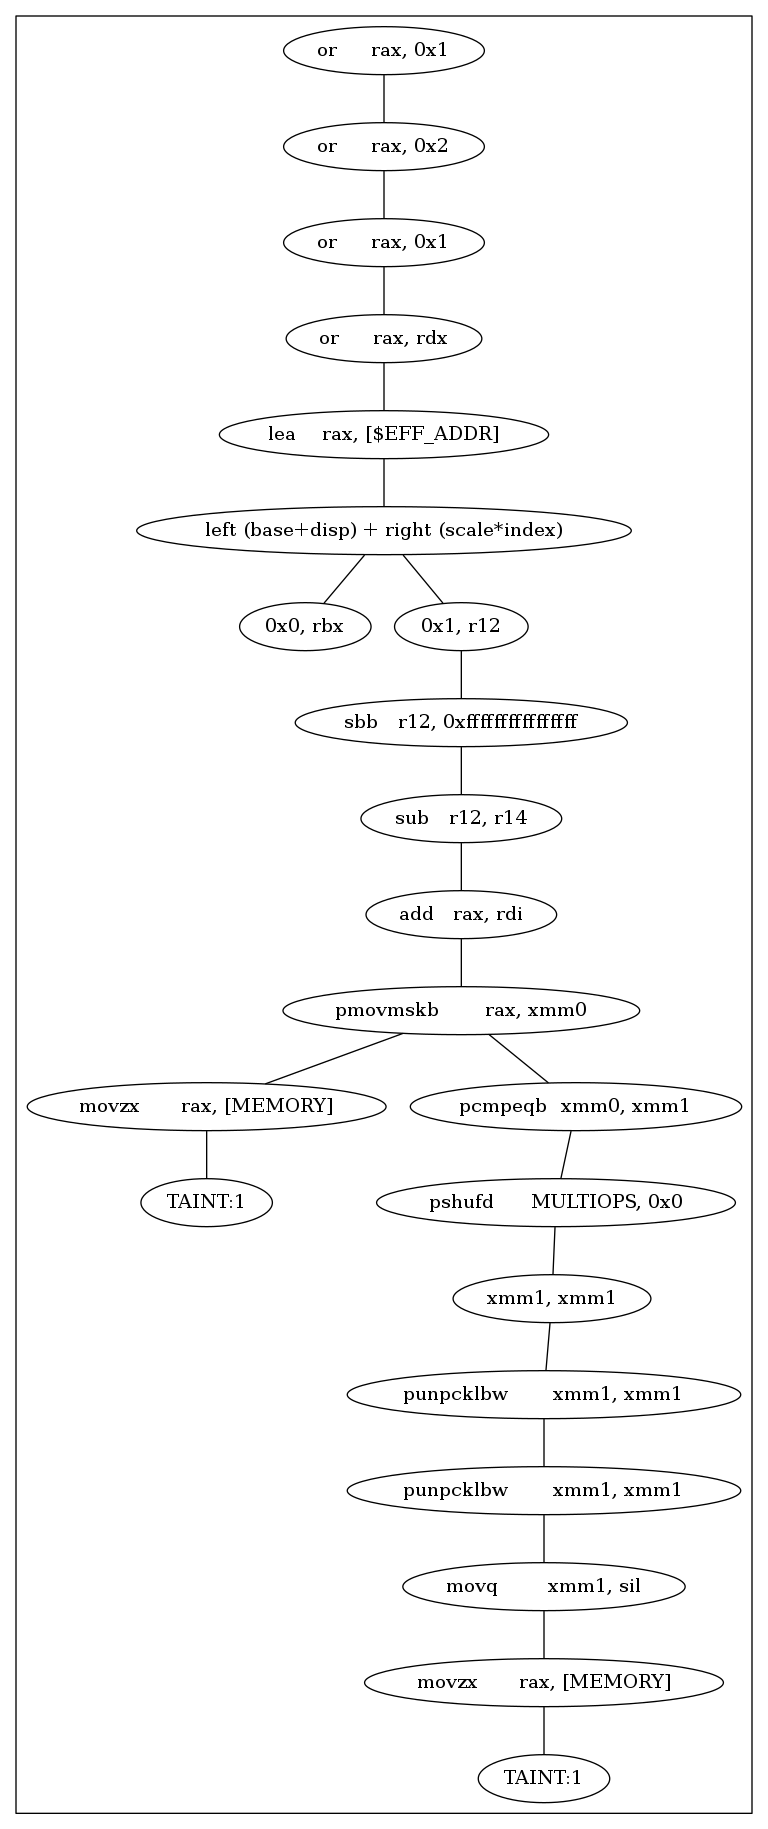 or rax, 0x1
or rax, 0x2
or rax, 0x1
or rax, rdx
lea rax, [$EFF_ADDR]
left (base+disp) + right (scale*index)
0x0, rbx
0x1, r12
sbb r12, 0xffffffffffffffff
sub r12, r14
add rax, rdi
pmovmskb rax, xmm0
movzx rax, [MEMORY]
pcmpeqb xmm0, xmm1
TAINT:1
pshufd MULTIOPS, 0x0
xmm1, xmm1
punpcklbw xmm1, xmm1
punpcklbw xmm1, xmm1
movq xmm1, sil
movzx rax, [MEMORY]
TAINT:1